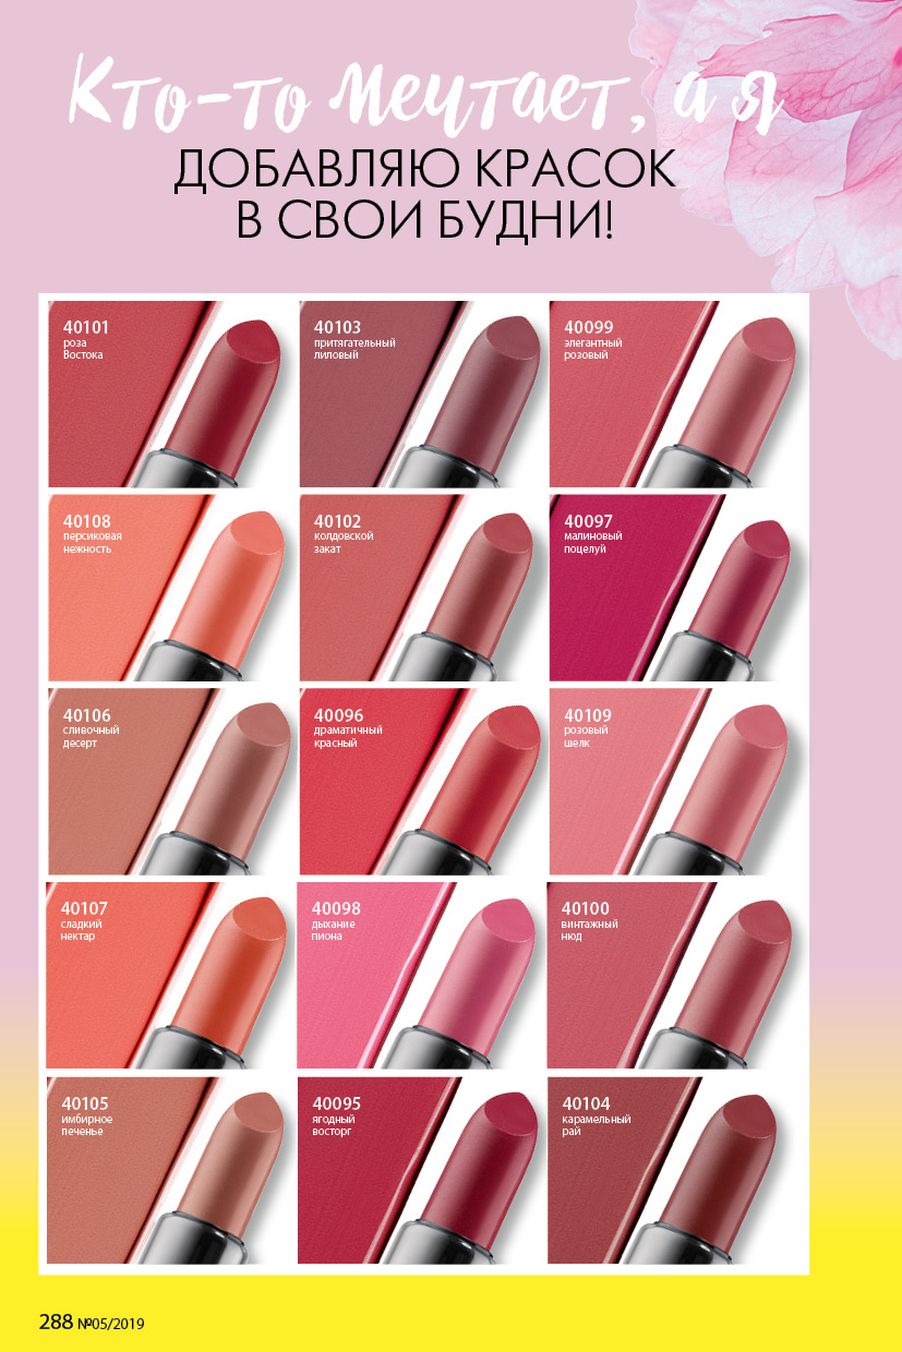 Кто-то мечтает, а я
ДОБАВЛЯЮ КРАСОК
В СВОИ БУДНИ!
40101
роза
Востока
40103
притягательный
лиловый
40099
элегантный
розовый
40108
персиковая
нежность
40102
колдовской
закат
40097
малиновый
поцелуй
40106
сливочный
десерт
40096
драматичный
красный
40109
розовый
шелк
40107
сладкий
нектар
40098
дыхание
пиона
40100
винтажный
нюд
40105
имбирное
печенье
40095
ягодный
восторг
40104
карамельный
рай
288 №05/2019